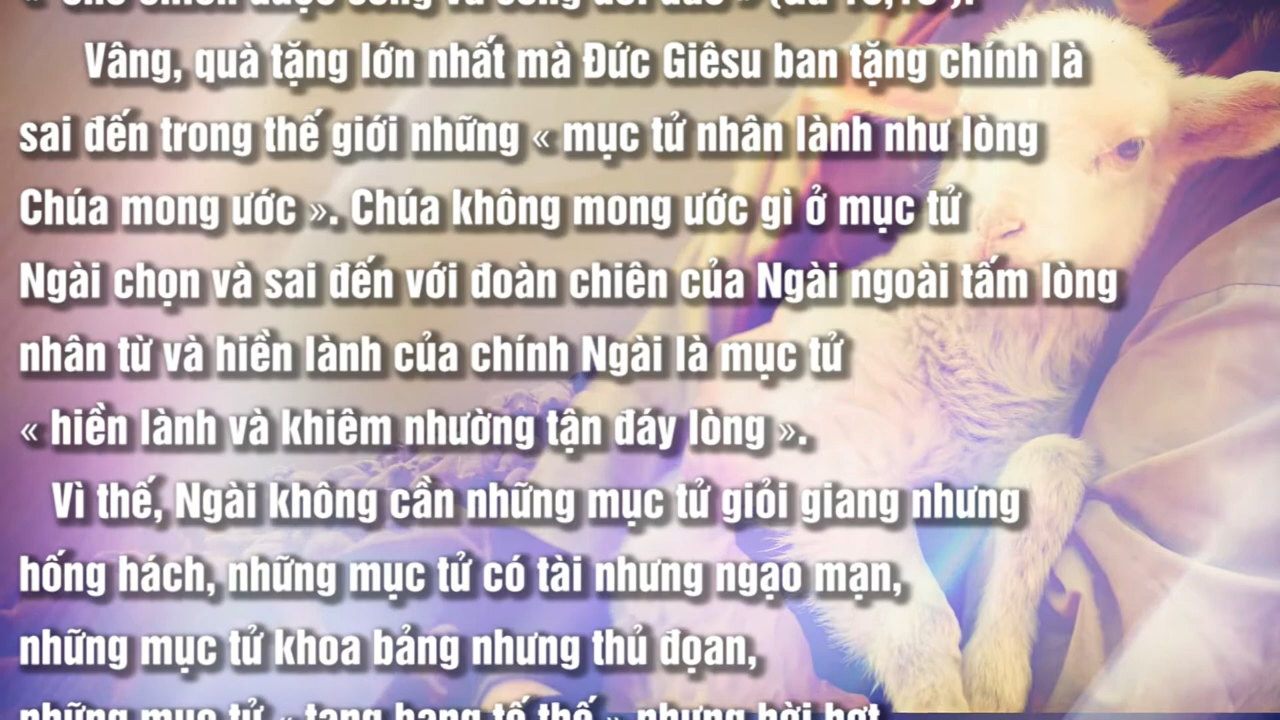 Vâng, quà tặng lớn nhất mà Đức Giêsu ban tặng chính là
sai đến trong thế giới những « mục tử nhân lành như lòng
Chúa mong ước ». Chúa không mong ước gì ở mục tử
Ngài chọn và sai đến với đoàn chiên của Ngài ngoài tấm lòng
nhân từ và hiền lành của chính Ngài là mục tử
« hiền lành và khiêm nhường tận đáy lòng ».
Vì thế, Ngài không cần những mục tử giỏi giang nhưng
hống hách, những mục tử có tài nhưng ngạo mạn,
những mục tử khoa bảng nhưng thủ đọan,
những mục tử «